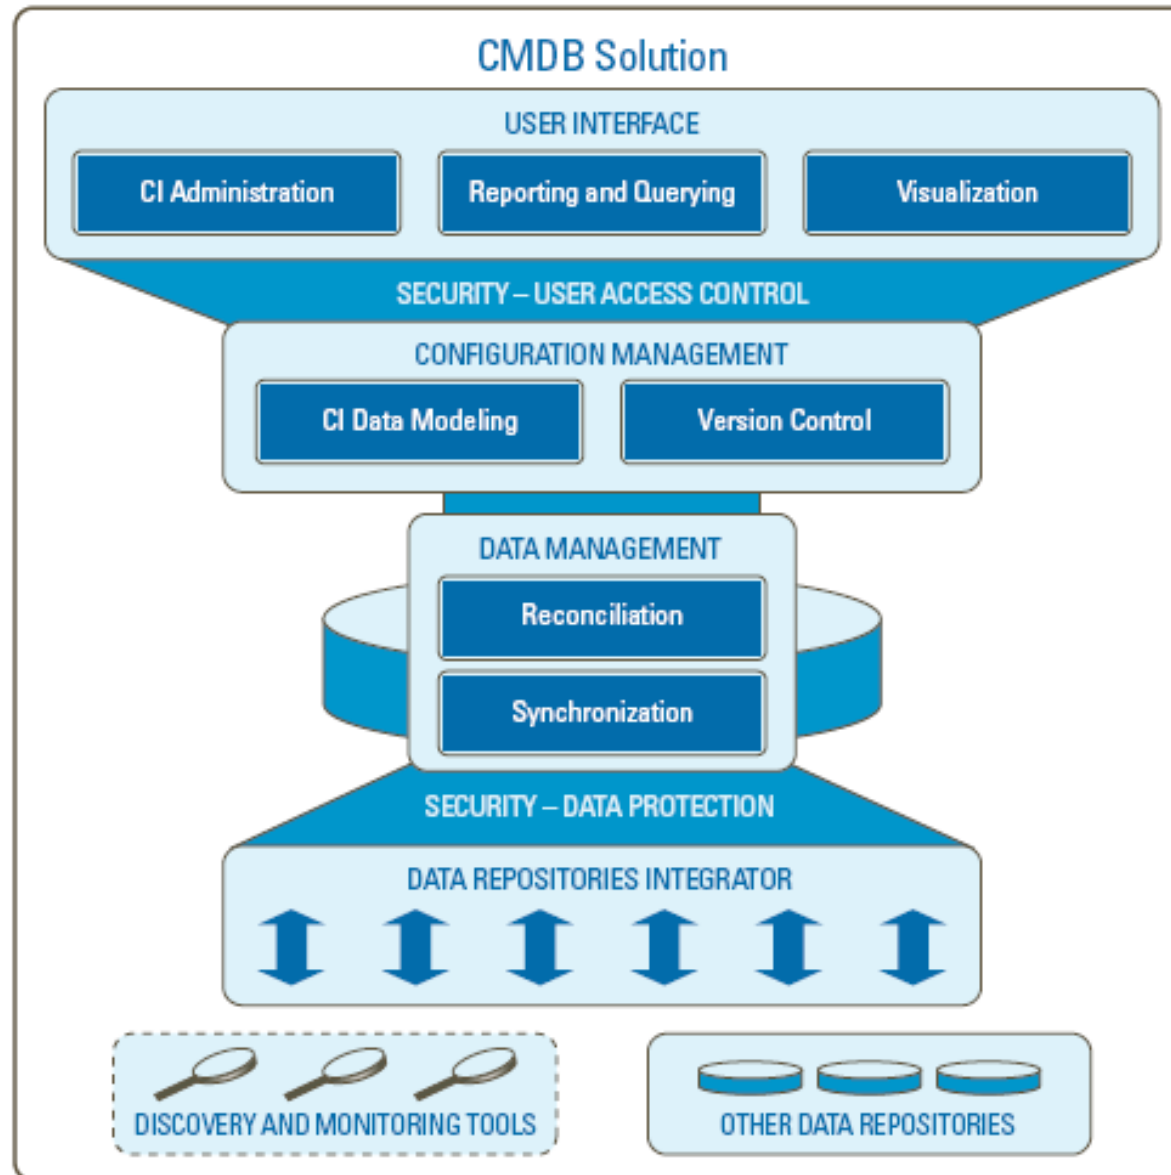 CMDB Solution
USER INTERFACE
CI Administration
Reporting and Querying
Visualization
SECURITY – USER ACCESS CONTROL
CONFIGURATION MANAGEMENT
CI Data Modeling
Version Control
DATA MANAGEMENT
Reconciliation
Synchronization
SECURITY – DATA PROTECTION
DATA REPOSITORIES INTEGRATOR
DISCOVERY AND MONITORING TOOLS
OTHER DATA REPOSITORIES